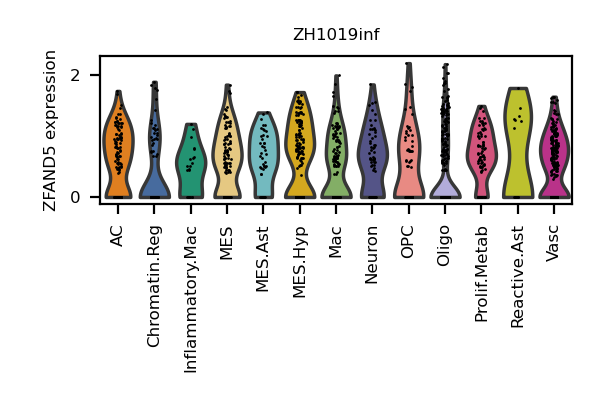 ZH1019inf
ZFAND5 expression
2
0
AC
Chromatin.Reg
Inflammatory.Mac
MES
MES.Ast
MES.Hyp
Mac
Neuron
OPC
Oligo
Prolif.Metab
Reactive.Ast
Vasc